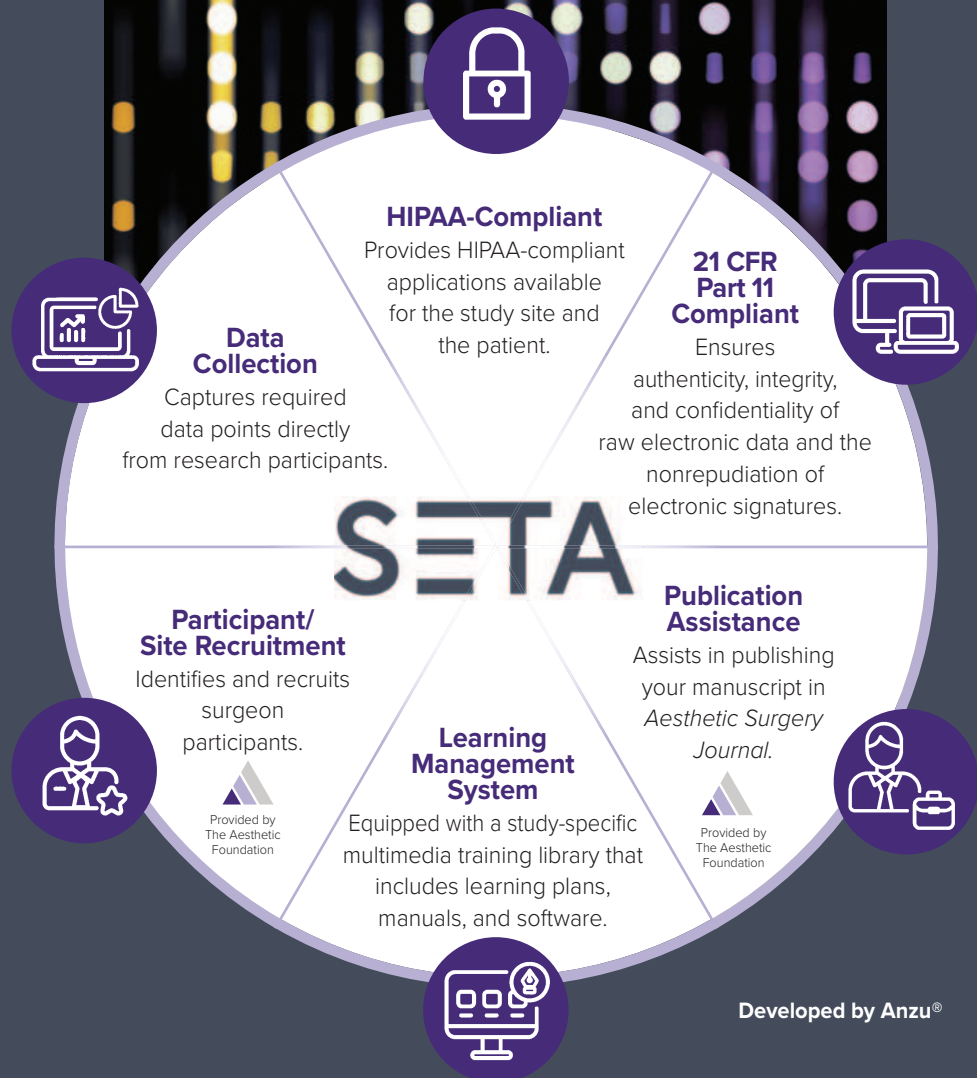 HIPAA-Compliant
Provides HIPAA-compliant
applications available
for the study site and
the patient.
21 CFR
Part 11
Compliant
Ensures
authenticity, integrity,
and confidentiality of
raw electronic data and the
nonrepudiation of
electronic signatures.
Data
Collection
Captures required
data points directly
from research participants.
SETA
Participant/
Site Recruitment
Identifies and recruits
surgeon
participants.
Provided by
The Aesthetic
Foundation
Learning
Management
System
Equipped with a study-specific
multimedia training library that
includes learning plans,
manuals, and software.
Publication
Assistance
Assists in publishing
your manuscript in
Aesthetic Surgery
Journal.
Provided by
The Aesthetic
Foundation
Developed by Anzu®